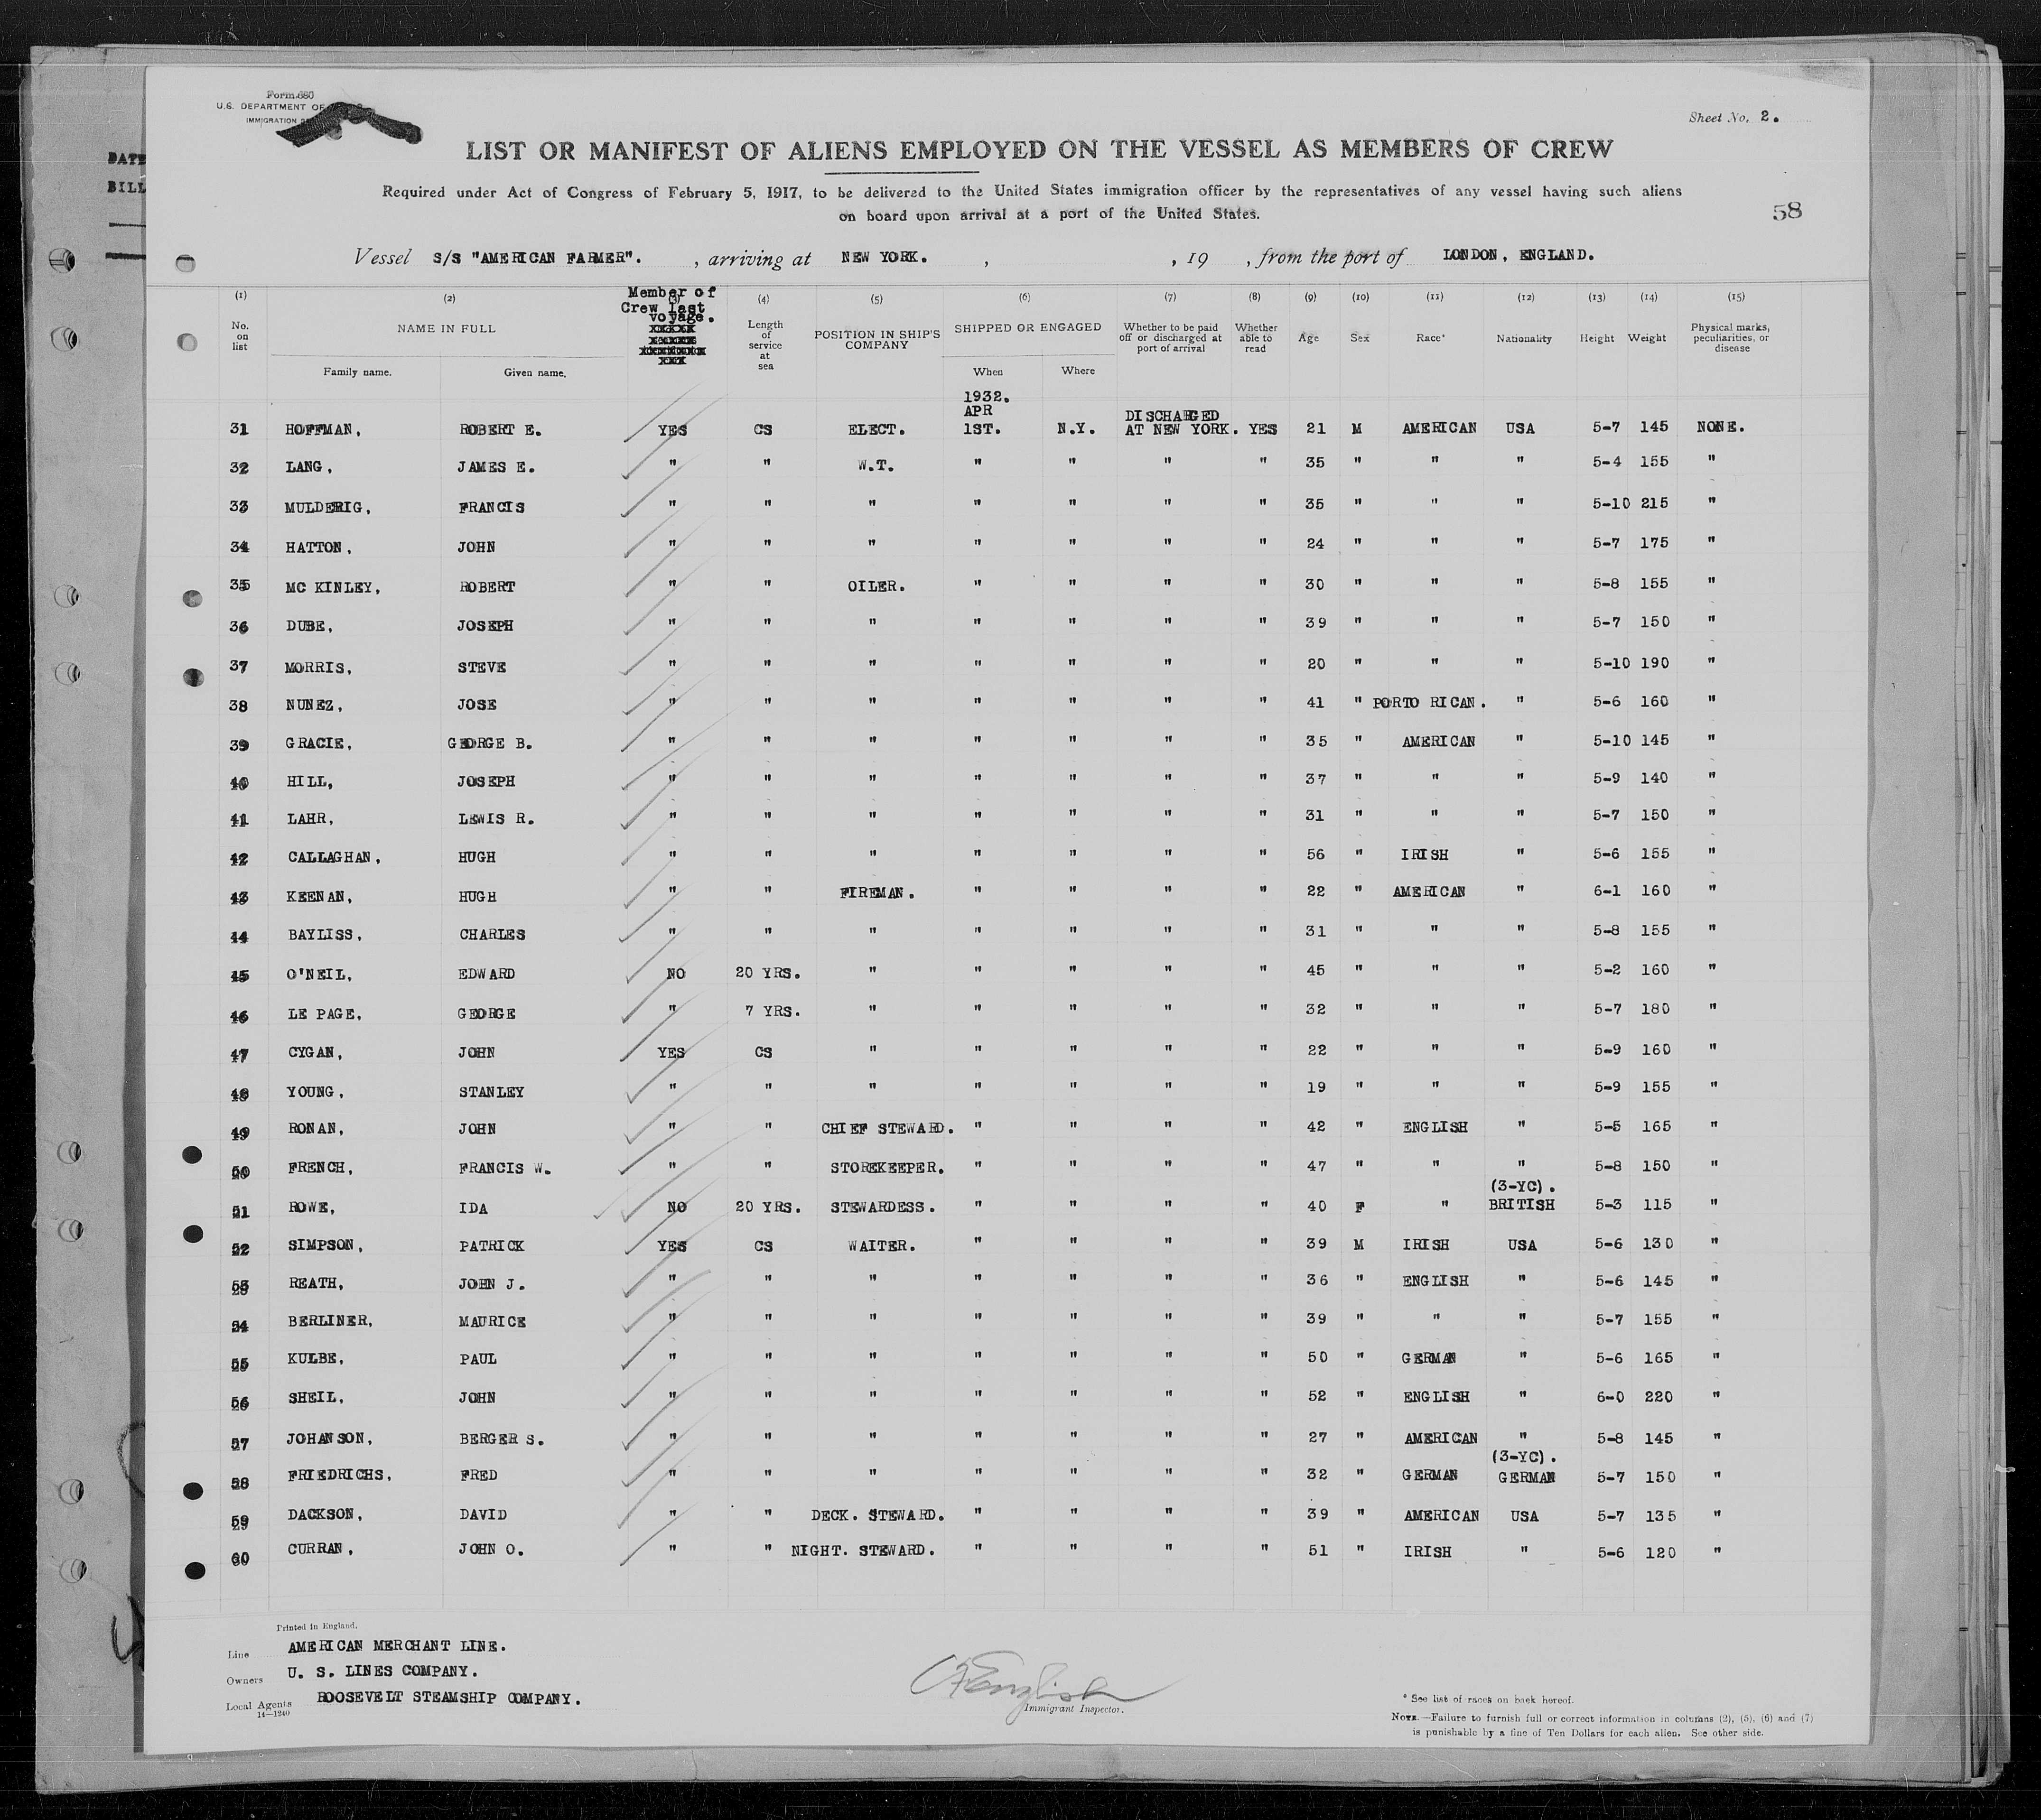 DATE
BILL
Form 680
U.S. DEPARTMENT OF
IMMIGRATION
Sheet No. 2.
LIST OR MANIFEST OF ALIENS EMPLOYED ON THE VESSEL AS MEMBERS OF CREW
Required under Act of Congress of February 5, 1917, to be delivered to the United States immigration officer by the representatives of any vessel having such aliens
on board upon arrival at a port of the United States.
58
Vessel S/S "AMERICAN FARMER". , arriving at NEW YORK. , , 19 , from the port of LONDON, ENGLAND.
(1) (2) (3) (4) (5) (6) (7) (8) (9) (10) (11) (12) (13) (14) (15)
No. on list NAME IN FULL Family name. Given name. Member of Crew last voyage. Length of service at sea POSITION IN SHIP'S COMPANY SHIPPED OR ENGAGED When Where Whether to be paid off or discharged at port of arrival Whether able to read Age Sex Race* Nationality Height Weight Physical marks, peculiarities, or disease
1932.
APR DISCHARGED
31 HOFFMAN, ROBERT E. YES CS ELECT. 1ST. N.Y. AT NEW YORK. YES 21 M AMERICAN USA 5-7 145 NONE.
32 LANG, JAMES E. " " W.T. " " " " 35 " " " 5-4 155 "
33 MULDERIG, FRANCIS " " " " " " " 35 " " " 5-10 215 "
34 HATTON, JOHN " " " " " " " 24 " " " 5-7 175 "
35 MC KINLEY, ROBERT " " OILER. " " " " 30 " " " 5-8 155 "
36 DUBE, JOSEPH " " " " " " " 39 " " " 5-7 150 "
37 MORRIS, STEVE " " " " " " " 20 " " " 5-10 190 "
38 NUNEZ, JOSE " " " " " " " 41 " PORTO RICAN. " 5-6 160 "
39 GRACIE, GEORGE B. " " " " " " " 35 " AMERICAN " 5-10 145 "
40 HILL, JOSEPH " " " " " " " 37 " " " 5-9 140 "
41 LAHR, LEWIS R. " " " " " " " 31 " " " 5-7 150 "
42 CALLAGHAN, HUGH " " " " " " " 56 " IRISH " 5-6 155 "
43 KEENAN, HUGH " " FIREMAN. " " " " 22 " AMERICAN " 6-1 160 "
44 BAYLISS, CHARLES " " " " " " " 31 " " " 5-8 155 "
45 O'NEIL, EDWARD NO 20 YRS. " " " " " 45 " " " 5-2 160 "
46 LE PAGE, GEORGE " 7 YRS. " " " " " 32 " " " 5-7 180 "
47 CYGAN, JOHN YES CS " " " " " 22 " " " 5-9 160 "
48 YOUNG, STANLEY " " " " " " " 19 " " " 5-9 155 "
49 RONAN, JOHN " " CHIEF STEWARD. " " " " 42 " ENGLISH " 5-5 165 "
50 FRENCH, FRANCIS W. " " STOREKEEPER. " " " " 47 " " " 5-8 150 "
(3-YC).
51 ROWE, IDA NO 20 YRS. STEWARDESS. " " " " 40 F " BRITISH 5-3 115 "
52 SIMPSON, PATRICK YES CS WAITER. " " " " 39 M IRISH USA 5-6 130 "
53 REATH, JOHN J. " " " " " " " 36 " ENGLISH " 5-6 145 "
54 BERLINER, MAURICE " " " " " " " 39 " " " 5-7 155 "
55 KULBE, PAUL " " " " " " " 50 " GERMAN " 5-6 165 "
56 SHEIL, JOHN " " " " " " " 52 " ENGLISH " 6-0 220 "
57 JOHANSON, BERGER S. " " " " " " " 27 " AMERICAN " 5-8 145 "
(3-YC).
58 FRIEDRICHS, FRED " " " " " " " 32 " GERMAN GERMAN 5-7 150 "
59 DACKSON, DAVID " " DECK. STEWARD. " " " " 39 " AMERICAN USA 5-7 135 "
60 CURRAN, JOHN O. " " NIGHT. STEWARD. " " " " 51 " IRISH " 5-6 120 "
Printed in England.
Line AMERICAN MERCHANT LINE.
Owners U. S. LINES COMPANY.
Local Agents ROOSEVELT STEAMSHIP COMPANY.
14—1240
English
Immigrant Inspector.
* See list of races on back hereof.
NOTE.—Failure to furnish full or correct information in columns (2), (5), (6) and (7)
is punishable by a fine of Ten Dollars for each alien. See other side.